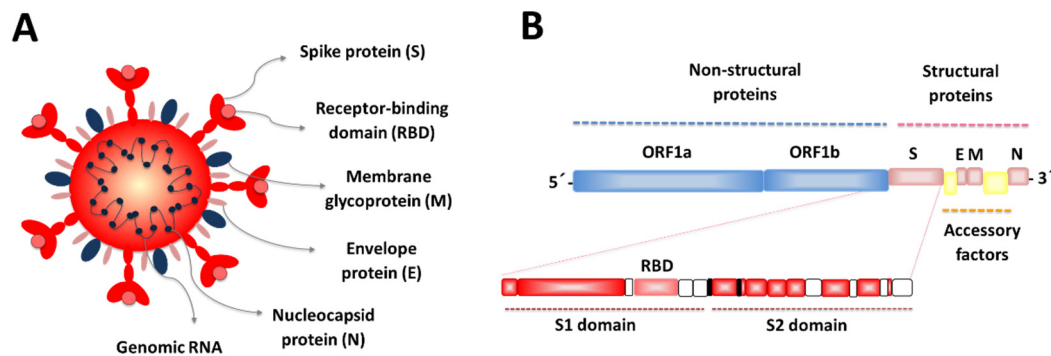 A
Spike protein (S)
Receptor-binding
domain (RBD)
Membrane
glycoprotein (M)
Envelope
protein (E)
Nucleocapsid
protein (N)
Genomic RNA
B
Non-structural
proteins
Structural
proteins
ORF1a
ORF1b
S
E M
N
5´
3´
Accessory
factors
RBD
S1 domain
S2 domain